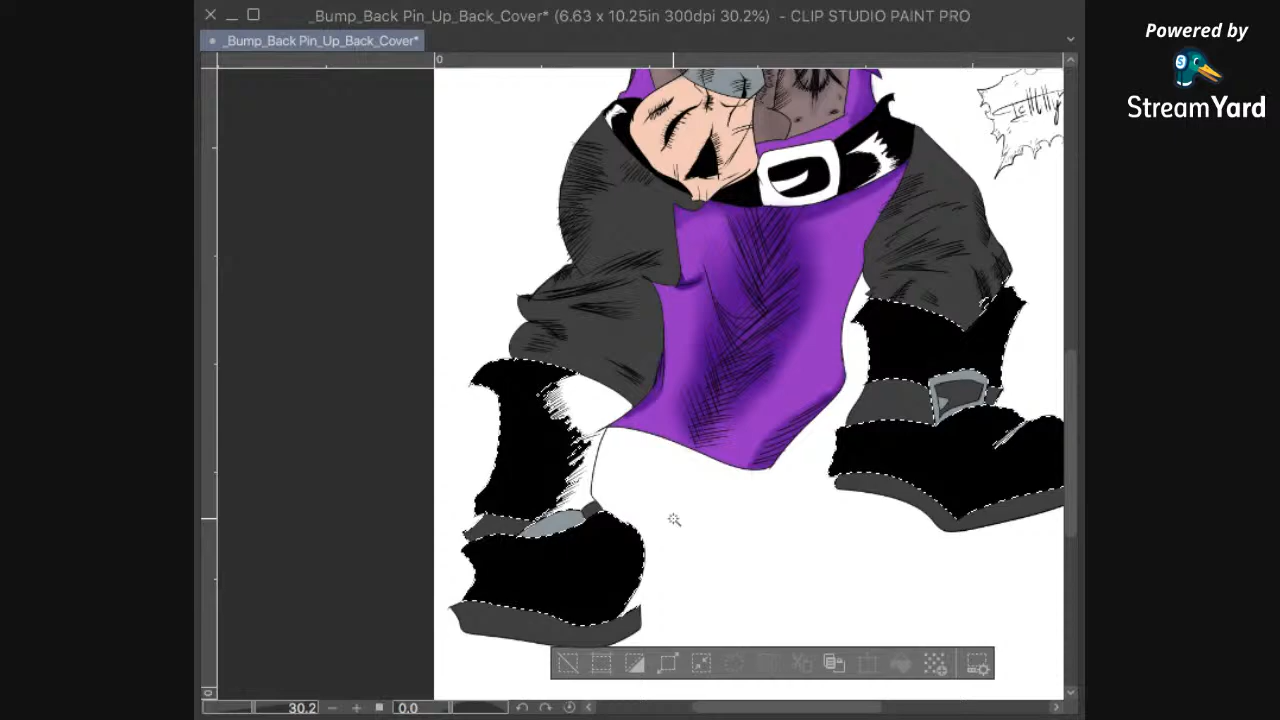 _Bump_Back Pin_Up_Back_Cover* (6.63 x 10.25in 300dpi 30.2%) - CLIP STUDIO PAINT PRO
_Bump_Back Pin_Up_Back_Cover*
0
30.2
0.0
Powered by
StreamYard